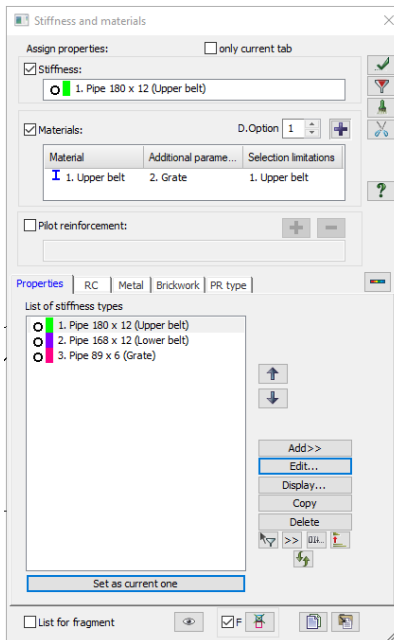 Stiffness and materials
Assign properties:
only current tab
Stiffness:
1. Pipe 180 x 12 (Upper belt)
Materials:
D.Option 1
Material Additional parame... Selection limitations
1. Upper belt 2. Grate 1. Upper belt
?
Pilot reinforcement:
Properties RC Metal Brickwork PR type
List of stiffness types
1. Pipe 180 x 12 (Upper belt)
2. Pipe 168 x 12 (Lower belt)
3. Pipe 89 x 6 (Grate)
Add>>
Edit...
Display...
Copy
Delete
>>
Set as current one
List for fragment
F